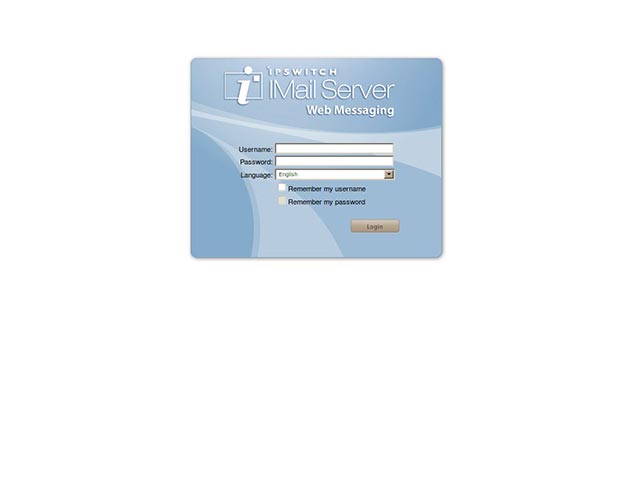 IPSWITCH
IMail Server
Web Messaging
Username:
Password:
Language: English
Remember my username
Remember my password
Login